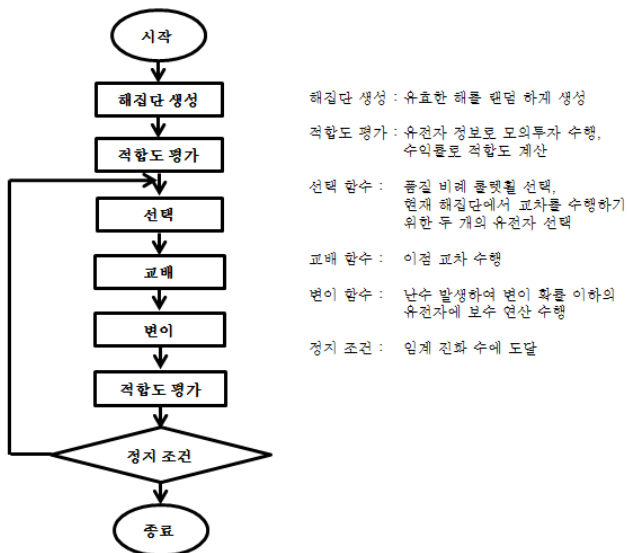 시작
해집단 생성
적합도 평가
선택
교배
변이
적합도 평가
정지 조건
종료
해집단 생성 : 유효한 해를 랜덤 하게 생성
적합도 평가 : 유전자 정보로 모의투자 수행,
수익률로 적합도 계산
선택 함수 : 품질 비례 룰렛휠 선택,
현재 해집단에서 교차를 수행하기
위한 두 개의 유전자 선택
교배 함수 : 이점 교차 수행
변이 함수 : 난수 발생하여 변이 확률 이하의
유전자에 보수 연산 수행
정지 조건 : 임계 진화 수에 도달